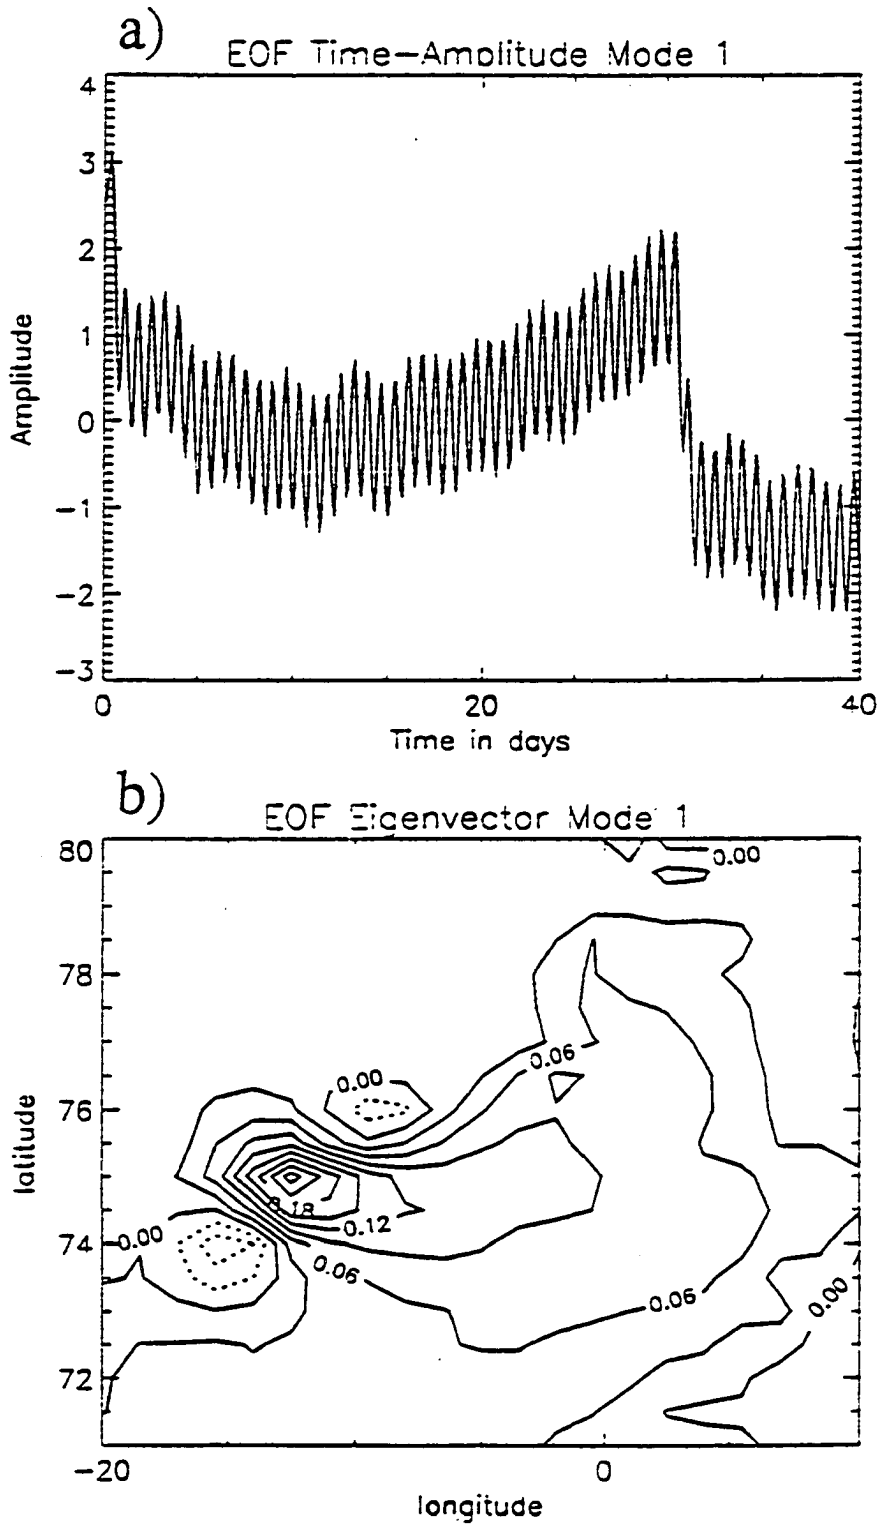 a)
EOF Time-Amplitude Mode 1
4
3
2
1
0
-1
-2
-3
Amplitude
0 20 40
Time in days
b)
EOF Eigenvector Mode 1
80
78
76
74
72
latitude
0.00
0.06
0.00
0.18
0.12
0.00
0.06
0.06
0.00
-20 0
longitude